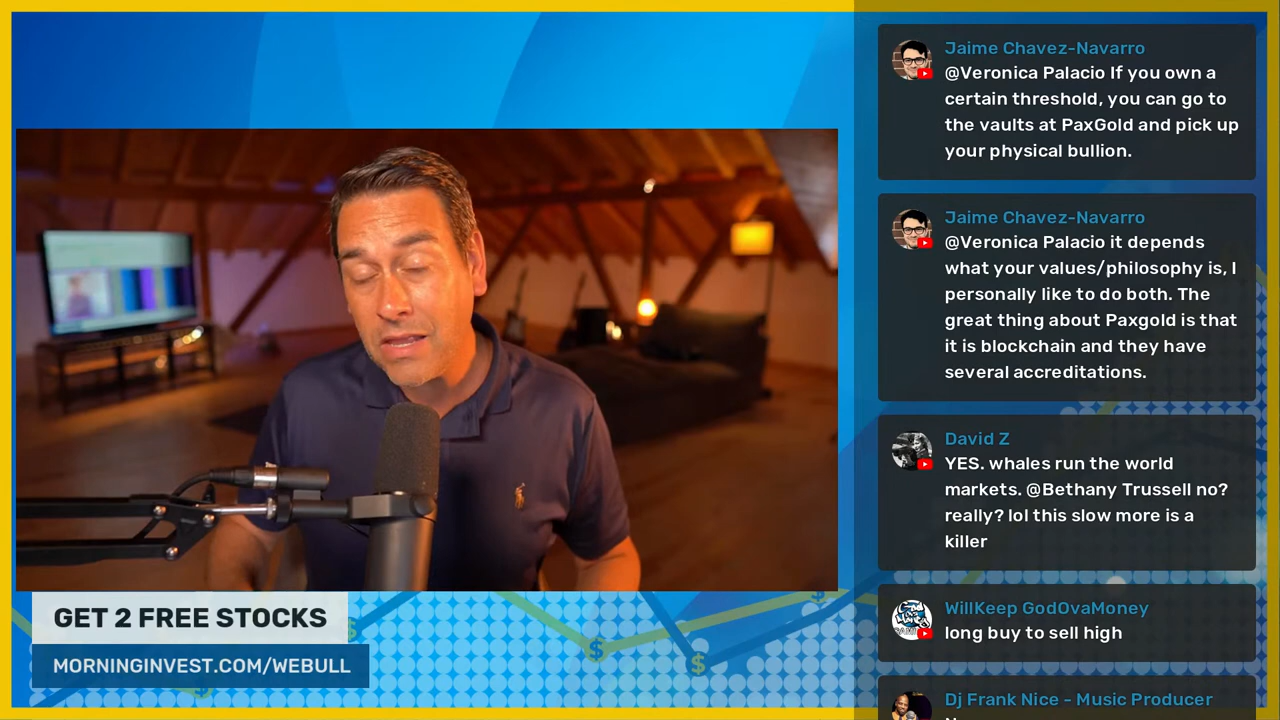 Jaime Chavez-Navarro
@Veronica Palacio If you own a
certain threshold, you can go to
the vaults at PaxGold and pick up
your physical bullion.
Jaime Chavez-Navarro
@Veronica Palacio it depends
what your values/philosophy is, I
personally like to do both. The
great thing about Paxgold is that
it is blockchain and they have
several accreditations.
David Z
YES. whales run the world
markets. @Bethany Trussell no?
really? lol this slow more is a
killer
WillKeep GodOvaMoney
long buy to sell high
Dj Frank Nice - Music Producer
GET 2 FREE STOCKS
MORNINGINVEST.COM/WEBULL